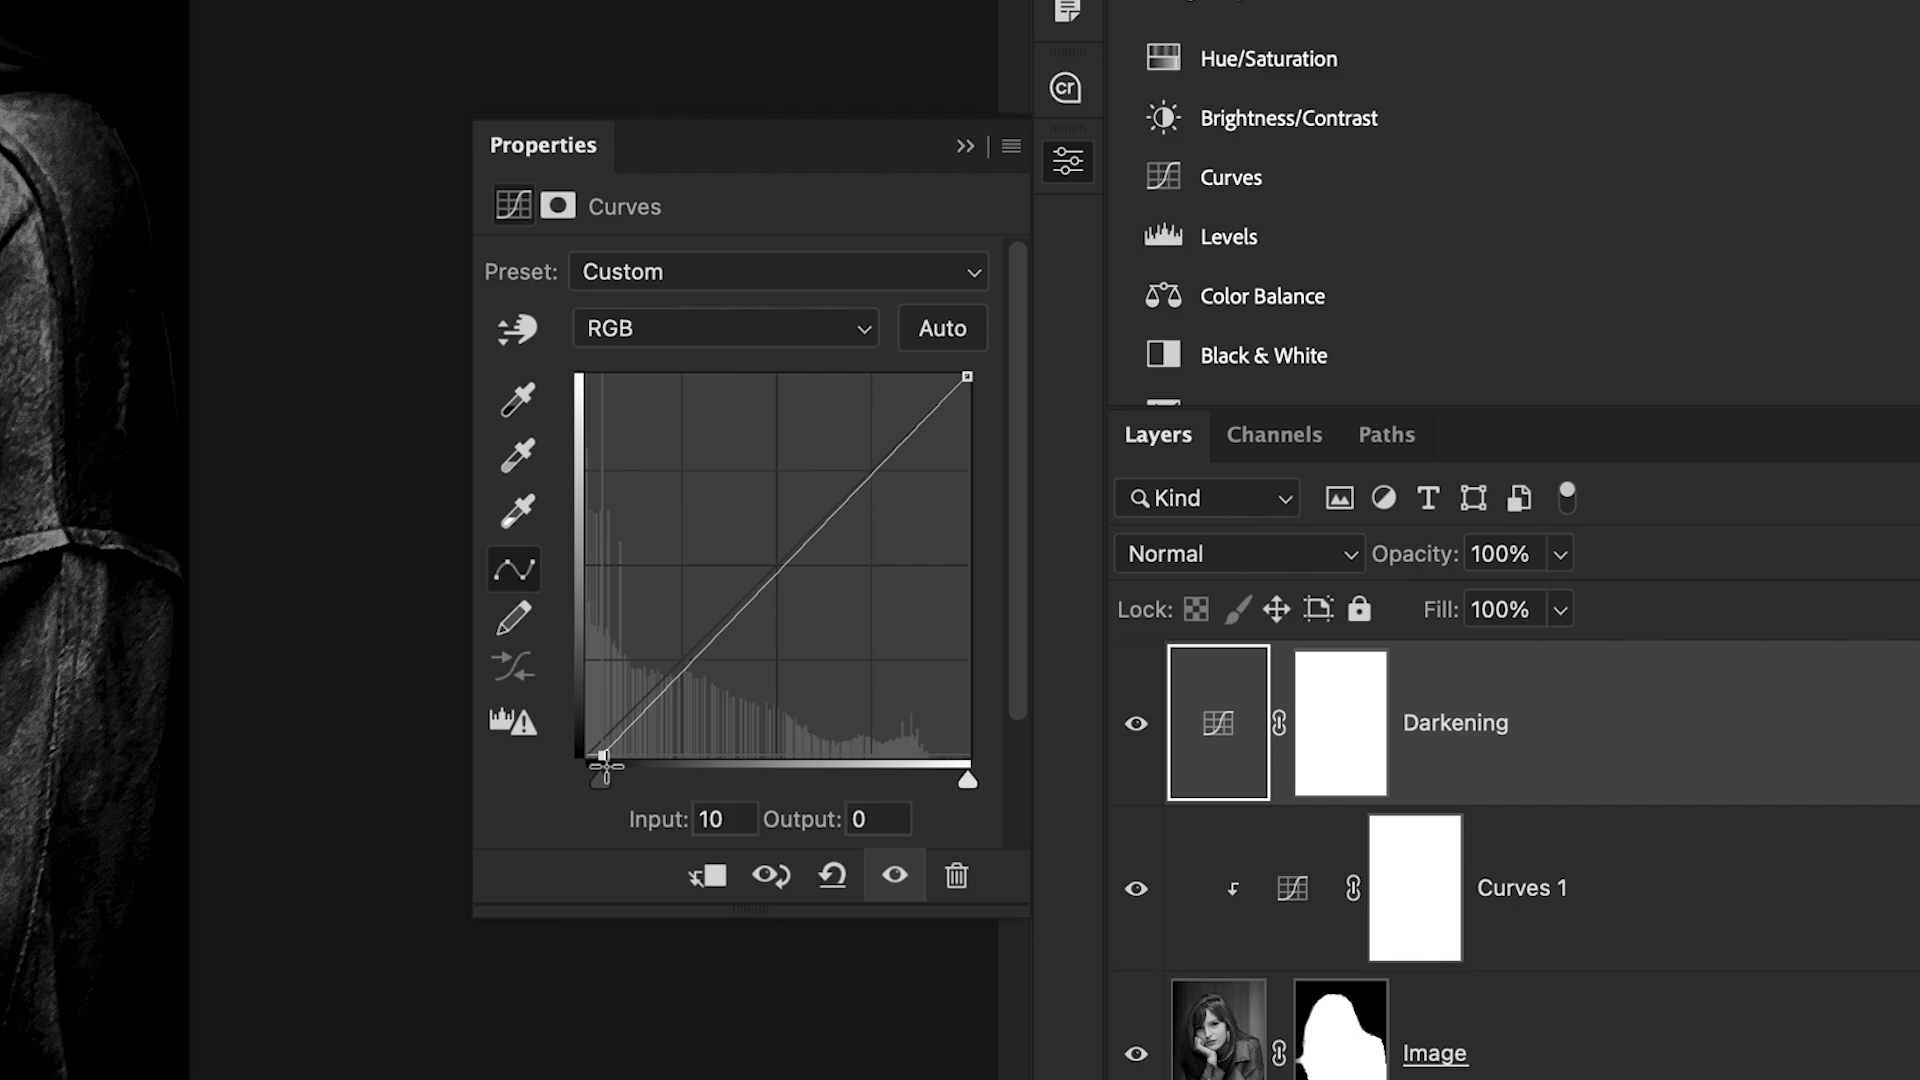 Properties
Curves
Preset: Custom
RGB
Auto
Input: 10 Output: 0
cr
Hue/Saturation
Brightness/Contrast
Curves
Levels
Color Balance
Black & White
Layers Channels Paths
Kind
Normal Opacity: 100%
Lock: Fill: 100%
Darkening
Curves 1
Image